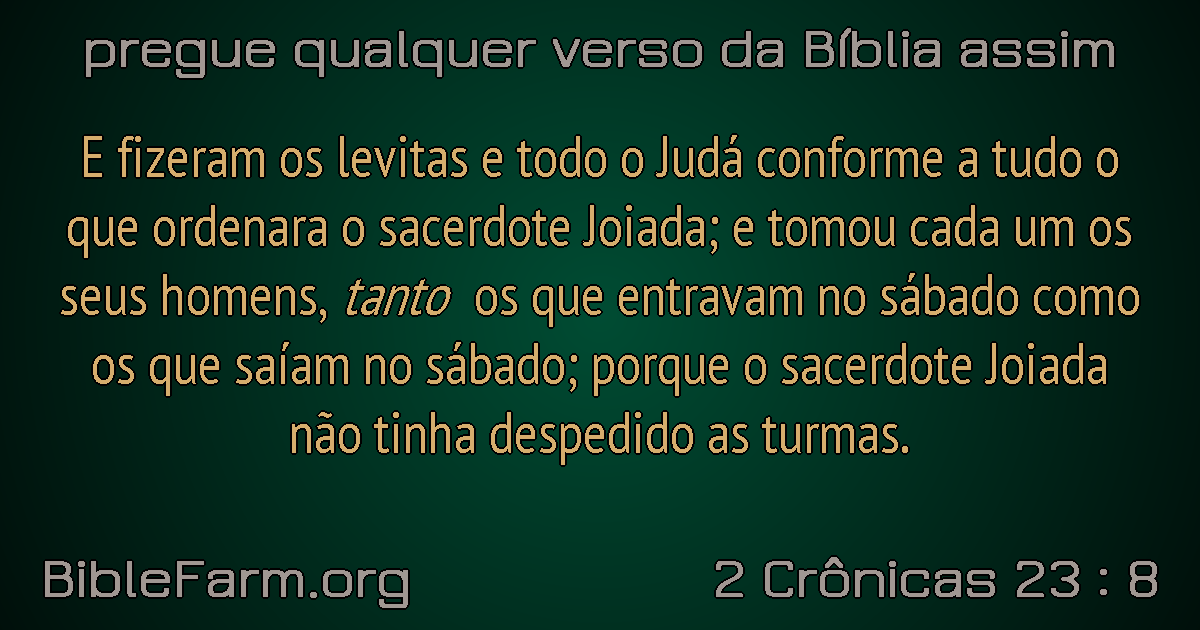 pregue qualquer verso da Bíblia assim
E fizeram os levitas e todo o Judá conforme a tudo o
que ordenara o sacerdote Joiada; e tomou cada um os
seus homens, tanto os que entravam no sábado como
os que saíam no sábado; porque o sacerdote Joiada
não tinha despedido as turmas.
BibleFarm.org
2 Crônicas 23 : 8